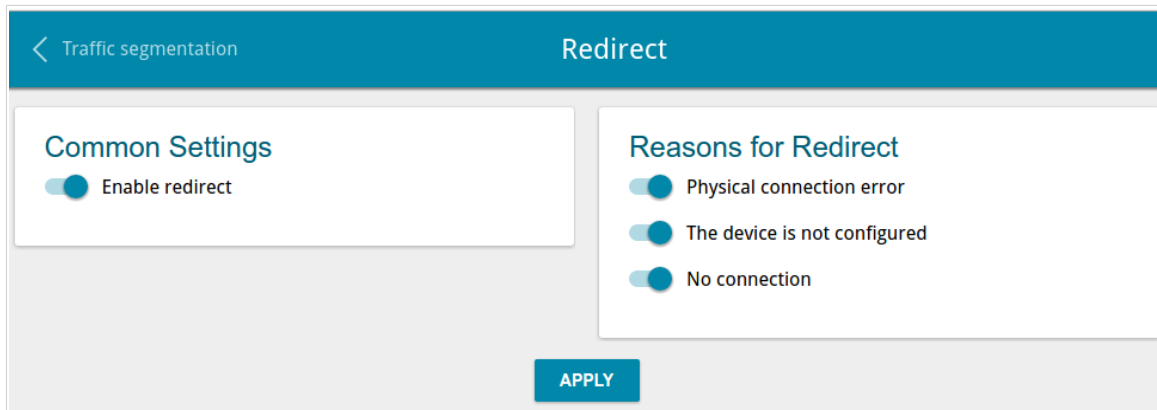 Traffic segmentation
Redirect
Common Settings
Enable redirect
Reasons for Redirect
Physical connection error
The device is not configured
No connection
APPLY